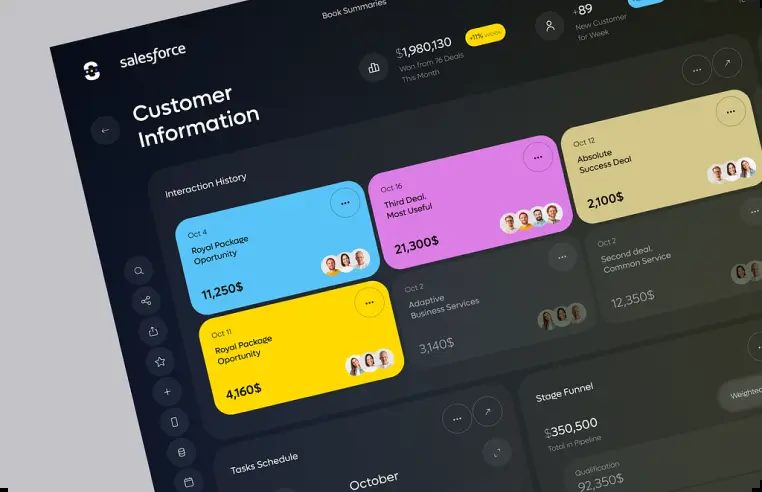 Book Summaries
salesforce
$1,980,130
+11% WEEK
Won from 76 Deals
This Month
+89
New Customer
for Week
Customer
Information
Interaction History
Oct 4
Royal Package
Oportunity
11,250$
Oct 16
Third Deal,
Most Useful
21,300$
Oct 12
Absolute
Success Deal
2,100$
Oct 11
Royal Package
Oportunity
4,160$
Oct 2
Adaptive
Business Services
3,140$
Oct 2
Second deal,
Common Service
12,350$
Tasks Schedule
October
Stage Funnel
$350,500
Total in Pipeline
Weighted
Qualification
92,350$